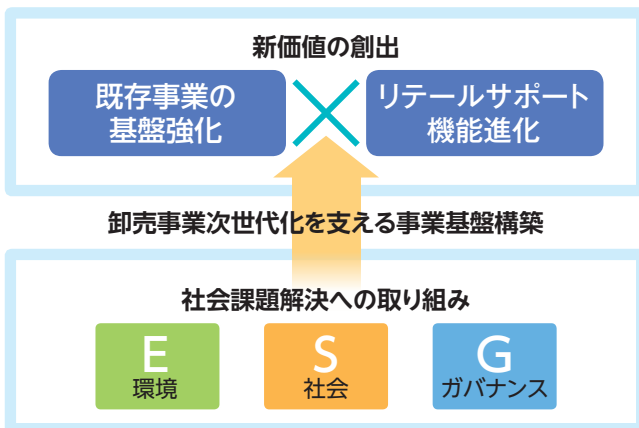 新価値の創出
既存事業の
基盤強化
リテールサポート
機能進化
卸売事業次世代化を支える事業基盤構築
社会課題解決への取り組み
E
環境
S
社会
G
ガバナンス